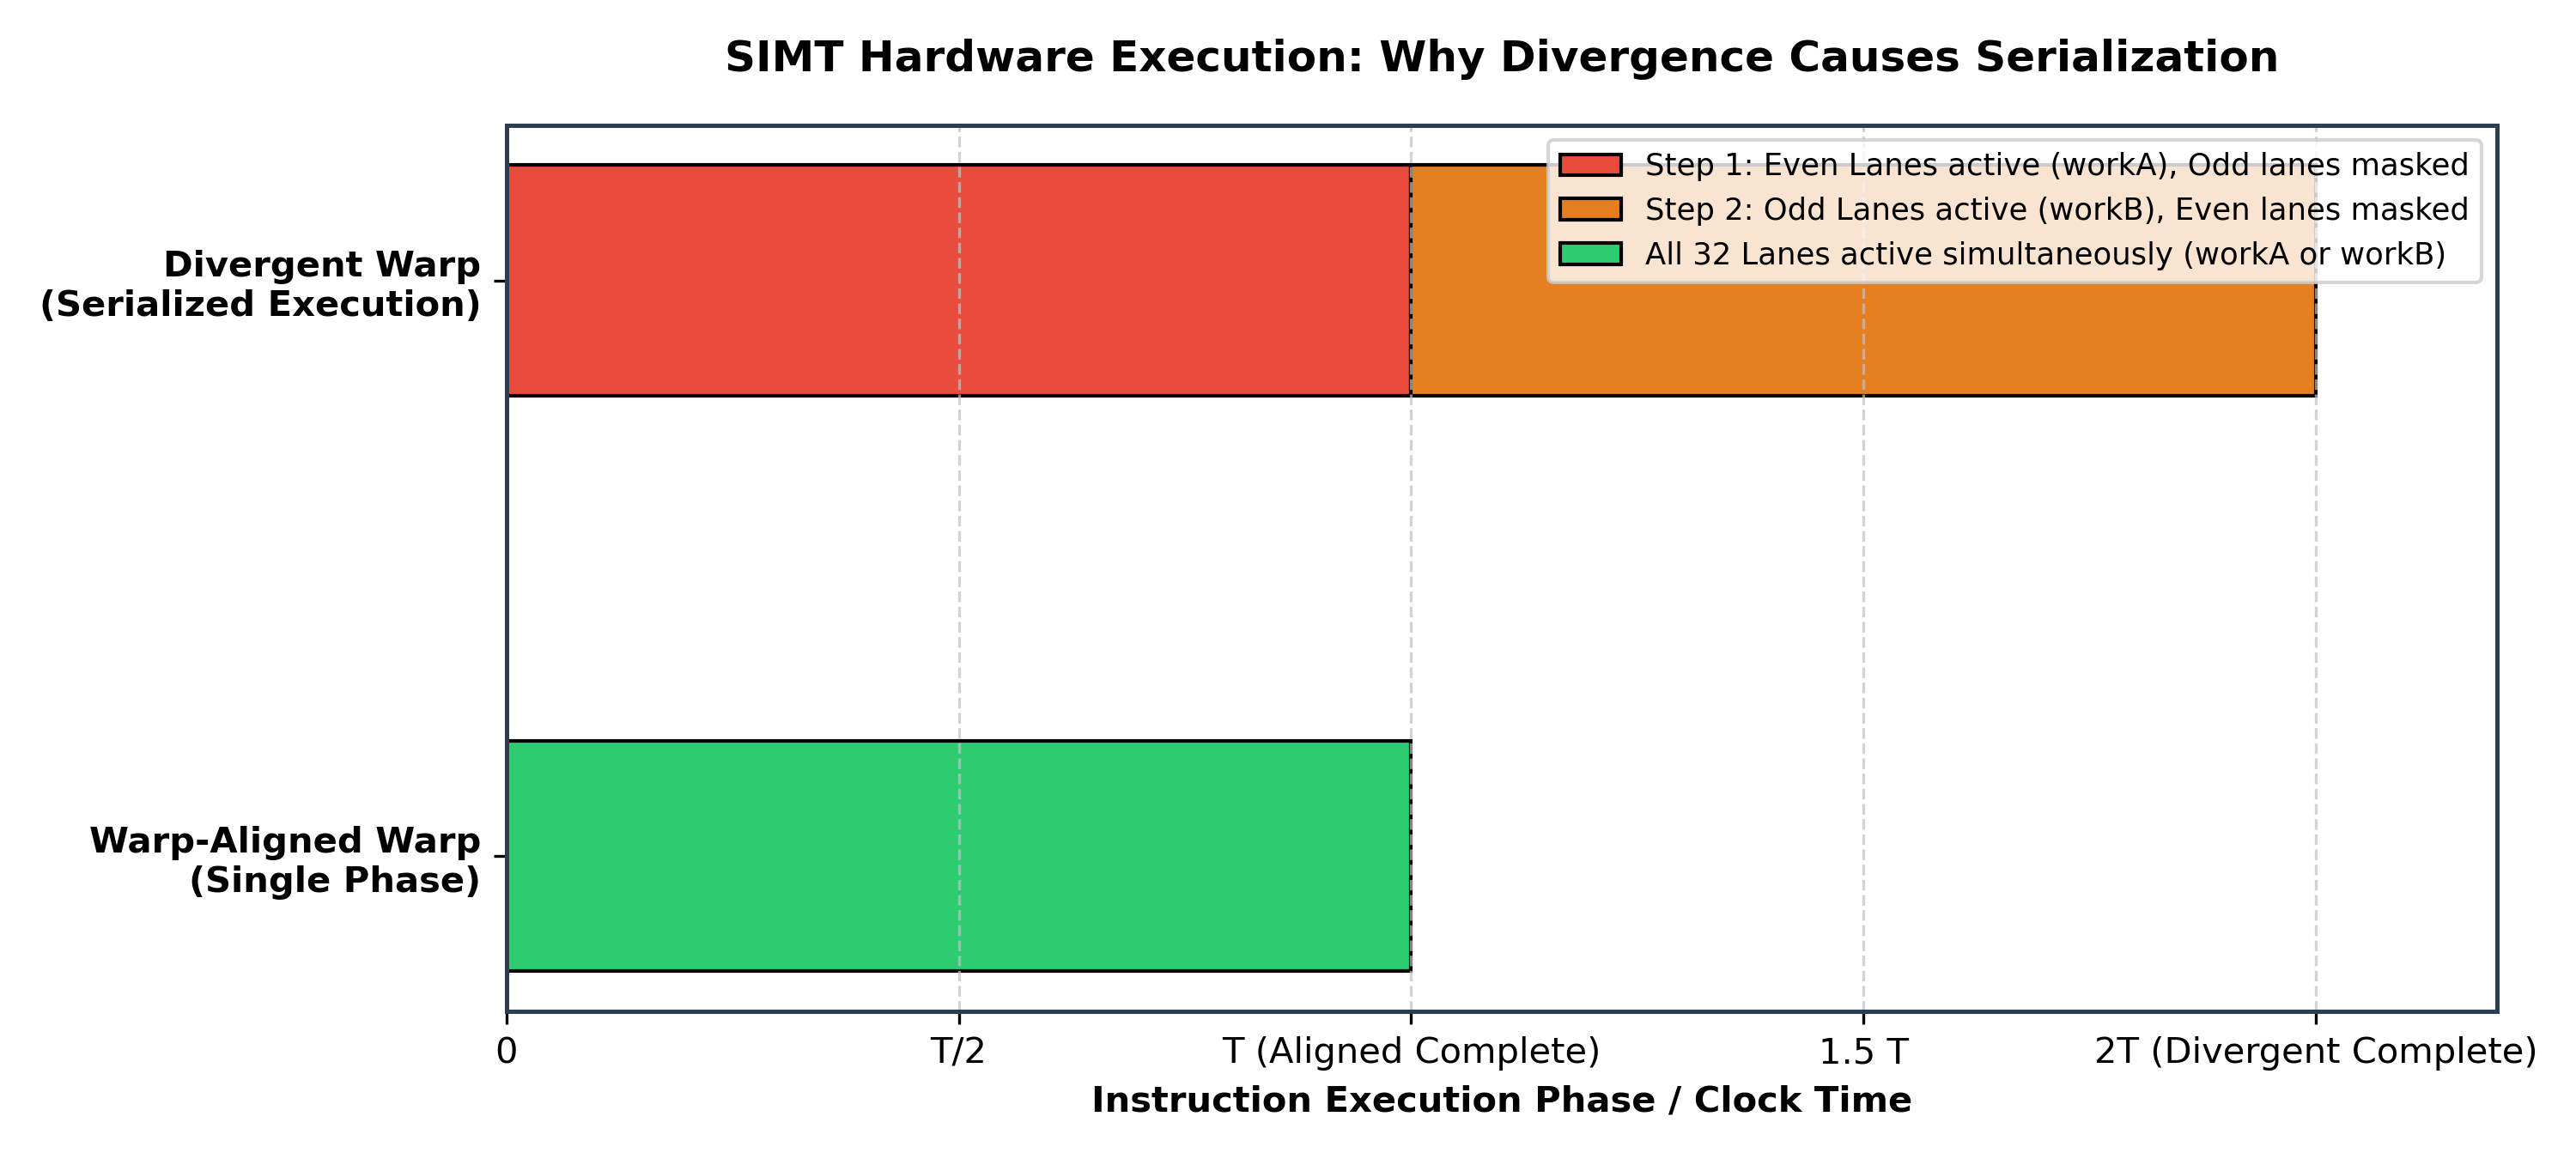 SIMT Hardware Execution: Why Divergence Causes Serialization
Step 1: Even Lanes active (workA), Odd lanes masked
Step 2: Odd Lanes active (workB), Even lanes masked
All 32 Lanes active simultaneously (workA or workB)
Divergent Warp
(Serialized Execution)
Warp-Aligned Warp
(Single Phase)
0
T/2
T (Aligned Complete)
1.5 T
2T (Divergent Complete)
Instruction Execution Phase / Clock Time